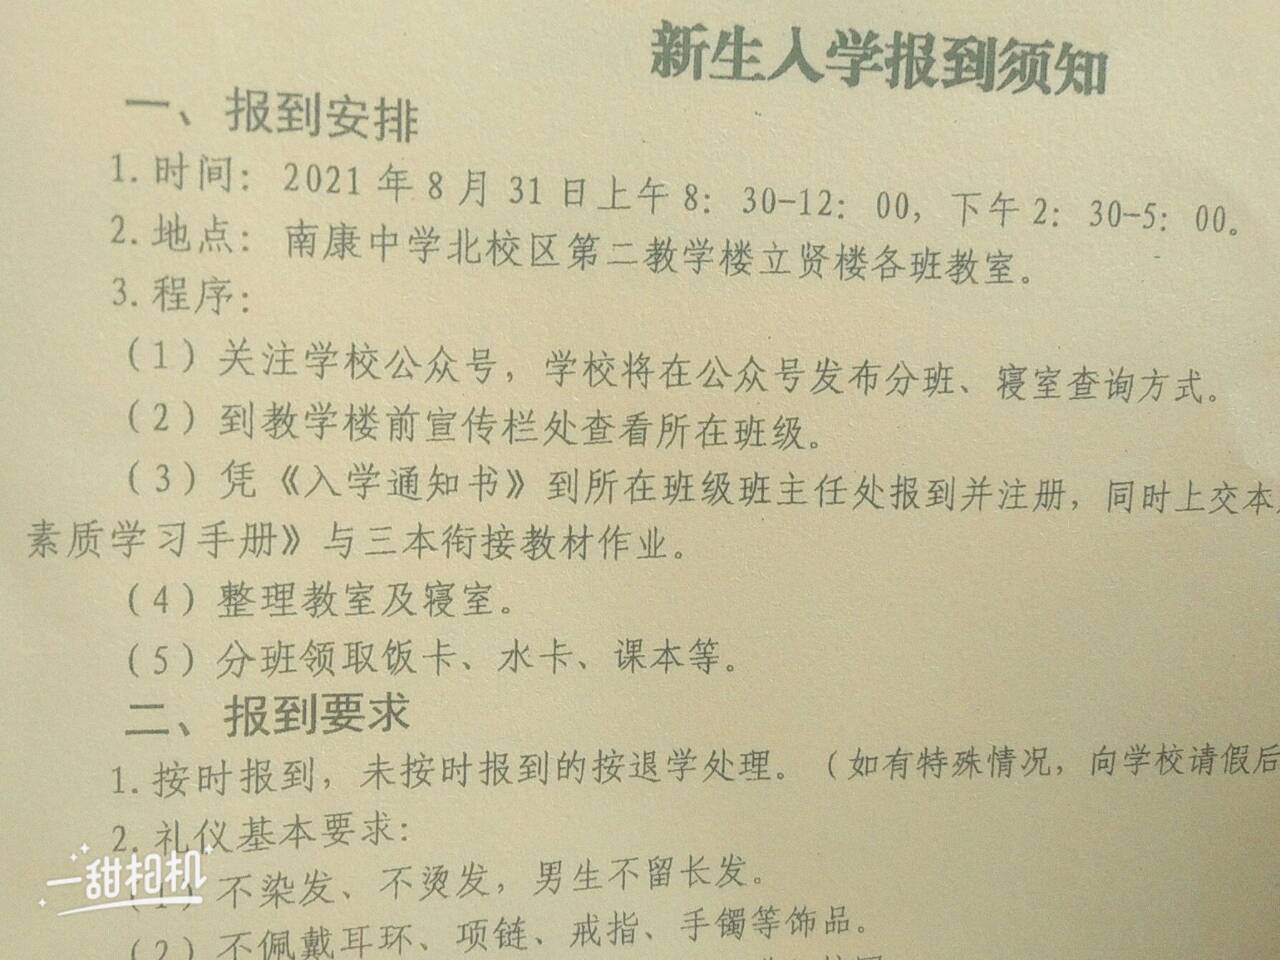 新生入学报到须知
一、报到安排
1. 时间：2021年8月31日上午8：30-12：00，下午2：30-5：00。
2. 地点：南康中学北校区第二教学楼立贤楼各班教室。
3. 程序：
（1）关注学校公众号，学校将在公众号发布分班、寝室查询方式。
（2）到教学楼前宣传栏处查看所在班级。
（3）凭《入学通知书》到所在班级班主任处报到并注册，同时上交本
素质学习手册》与三本衔接教材作业。
（4）整理教室及寝室。
（5）分班领取饭卡、水卡、课本等。
二、报到要求
1. 按时报到，未按时报到的按退学处理。（如有特殊情况，向学校请假后
2. 礼仪基本要求：
（1）不染发、不烫发，男生不留长发。
（2）不佩戴耳环、项链、戒指、手镯等饰品。
一甜相机